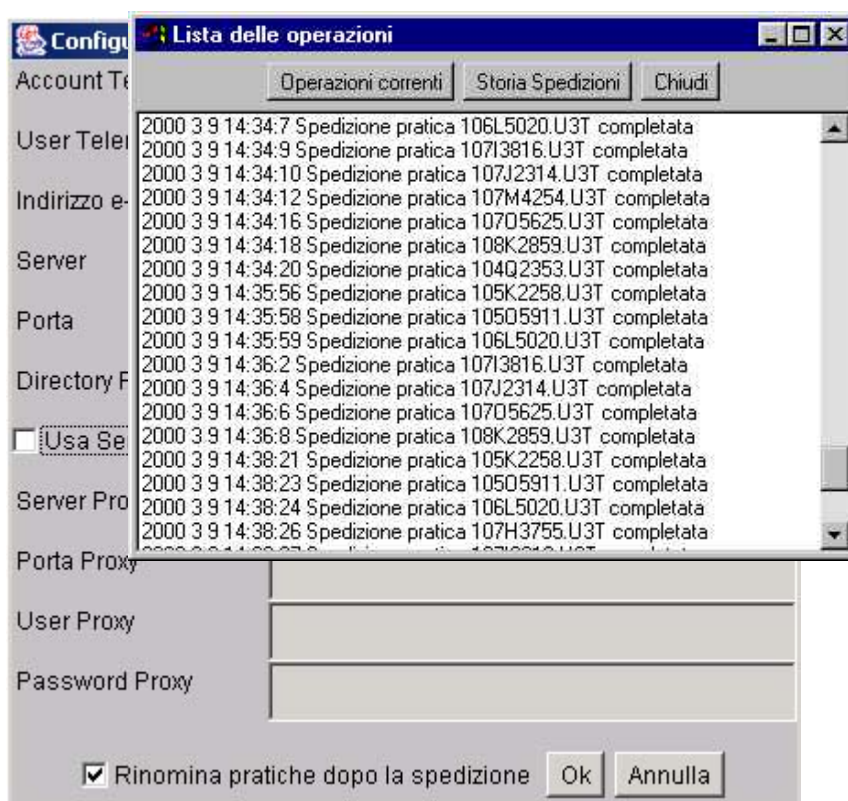 Configu
Lista delle operazioni
Operazioni correnti Storia Spedizioni Chiudi
2000 3 9 14:34:7 Spedizione pratica 106L5020.U3T completata
2000 3 9 14:34:9 Spedizione pratica 107I3816.U3T completata
2000 3 9 14:34:10 Spedizione pratica 107J2314.U3T completata
2000 3 9 14:34:12 Spedizione pratica 107M4254.U3T completata
2000 3 9 14:34:16 Spedizione pratica 107O5625.U3T completata
2000 3 9 14:34:18 Spedizione pratica 108K2859.U3T completata
2000 3 9 14:34:20 Spedizione pratica 104Q2353.U3T completata
2000 3 9 14:35:56 Spedizione pratica 105K2258.U3T completata
2000 3 9 14:35:58 Spedizione pratica 105O5911.U3T completata
2000 3 9 14:35:59 Spedizione pratica 106L5020.U3T completata
2000 3 9 14:36:2 Spedizione pratica 107I3816.U3T completata
2000 3 9 14:36:4 Spedizione pratica 107J2314.U3T completata
2000 3 9 14:36:6 Spedizione pratica 107O5625.U3T completata
2000 3 9 14:36:8 Spedizione pratica 108K2859.U3T completata
2000 3 9 14:38:21 Spedizione pratica 105K2258.U3T completata
2000 3 9 14:38:23 Spedizione pratica 105O5911.U3T completata
2000 3 9 14:38:24 Spedizione pratica 106L5020.U3T completata
2000 3 9 14:38:26 Spedizione pratica 107H3755.U3T completata
Account Te
User Teler
Indirizzo e-
Server
Porta
Directory F
Usa Se
Server Pro
Porta Proxy
User Proxy
Password Proxy
Rinomina pratiche dopo la spedizione Ok Annulla